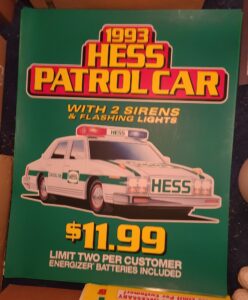 1993
HESS
PATROL CAR
WITH 2 SIRENS
& FLASHING LIGHTS
HESS
HESS
$11.99
LIMIT TWO PER CUSTOMER
ENERGIZER® BATTERIES INCLUDED